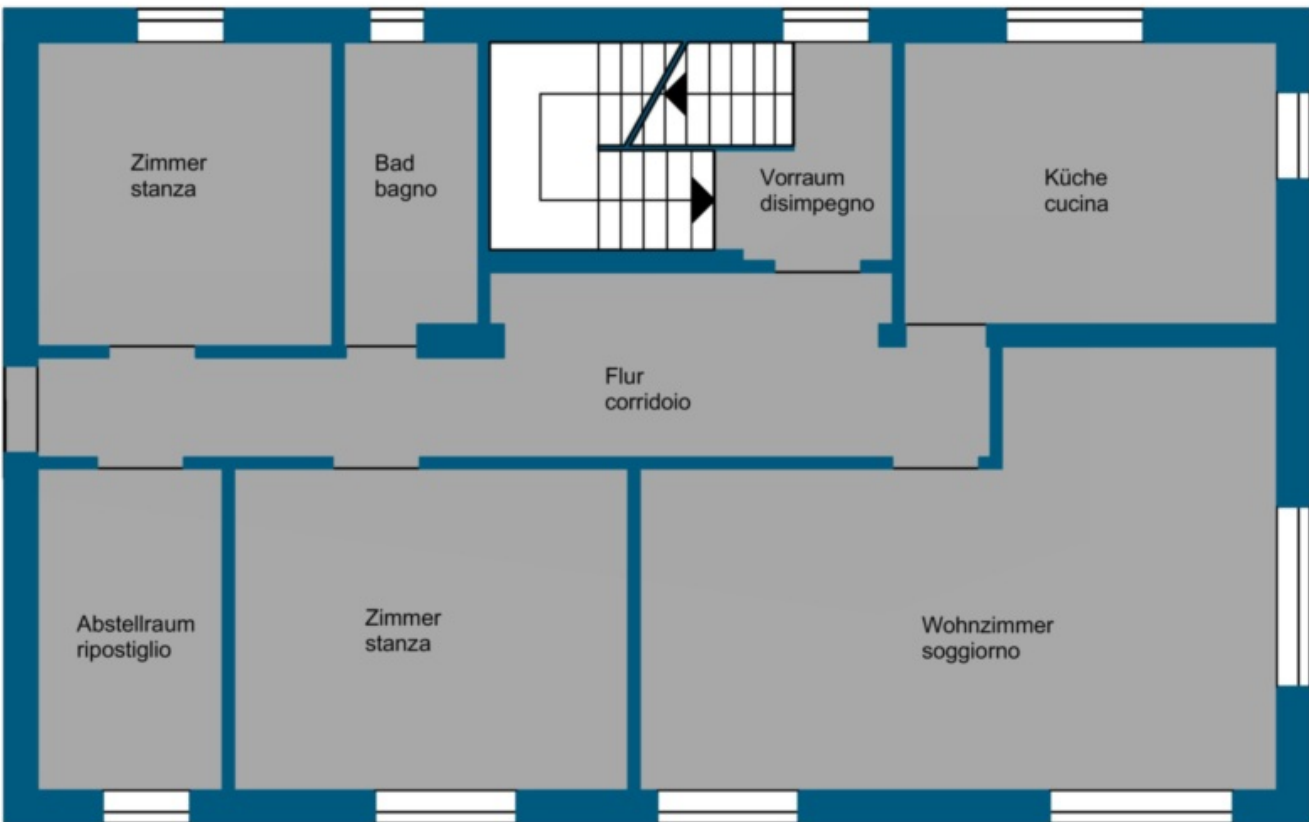 Zimmer
stanza
Bad
bagno
Vorraum
disimpegno
Küche
cucina
Flur
corridoio
Abstellraum
ripostiglio
Zimmer
stanza
Wohnzimmer
soggiorno